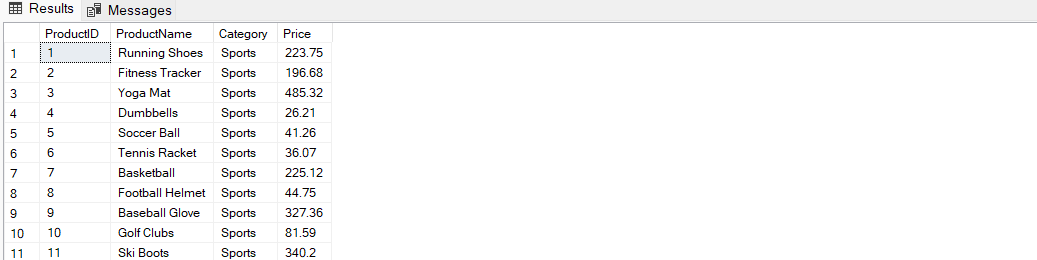 Results Messages
ProductID ProductName Category Price
1 1 Running Shoes Sports 223.75
2 2 Fitness Tracker Sports 196.68
3 3 Yoga Mat Sports 485.32
4 4 Dumbbells Sports 26.21
5 5 Soccer Ball Sports 41.26
6 6 Tennis Racket Sports 36.07
7 7 Basketball Sports 225.12
8 8 Football Helmet Sports 44.75
9 9 Baseball Glove Sports 327.36
10 10 Golf Clubs Sports 81.59
11 11 Ski Boots Sports 340.2